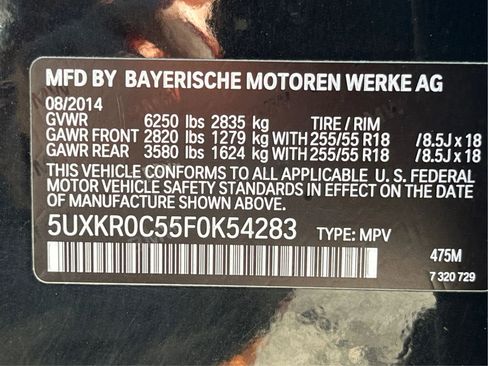 MFD BY BAYERISCHE MOTOREN WERKE AG
08/2014
GVWR 6250 lbs 2835 kg TIRE / RIM
GAWR FRONT 2820 lbs 1279 kg WITH 255/55 R18 /8.5J x 18
GAWR REAR 3580 lbs 1624 kg WITH 255/55 R18 /8.5J x 18
THIS VEHICLE CONFORMS TO ALL APPLICABLE U. S. FEDERAL
MOTOR VEHICLE SAFETY STANDARDS IN EFFECT ON THE DATE
OF MANUFACTURE SHOWN ABOVE.
5UXKR0C55F0K54283 TYPE: MPV
475M
7 320 729